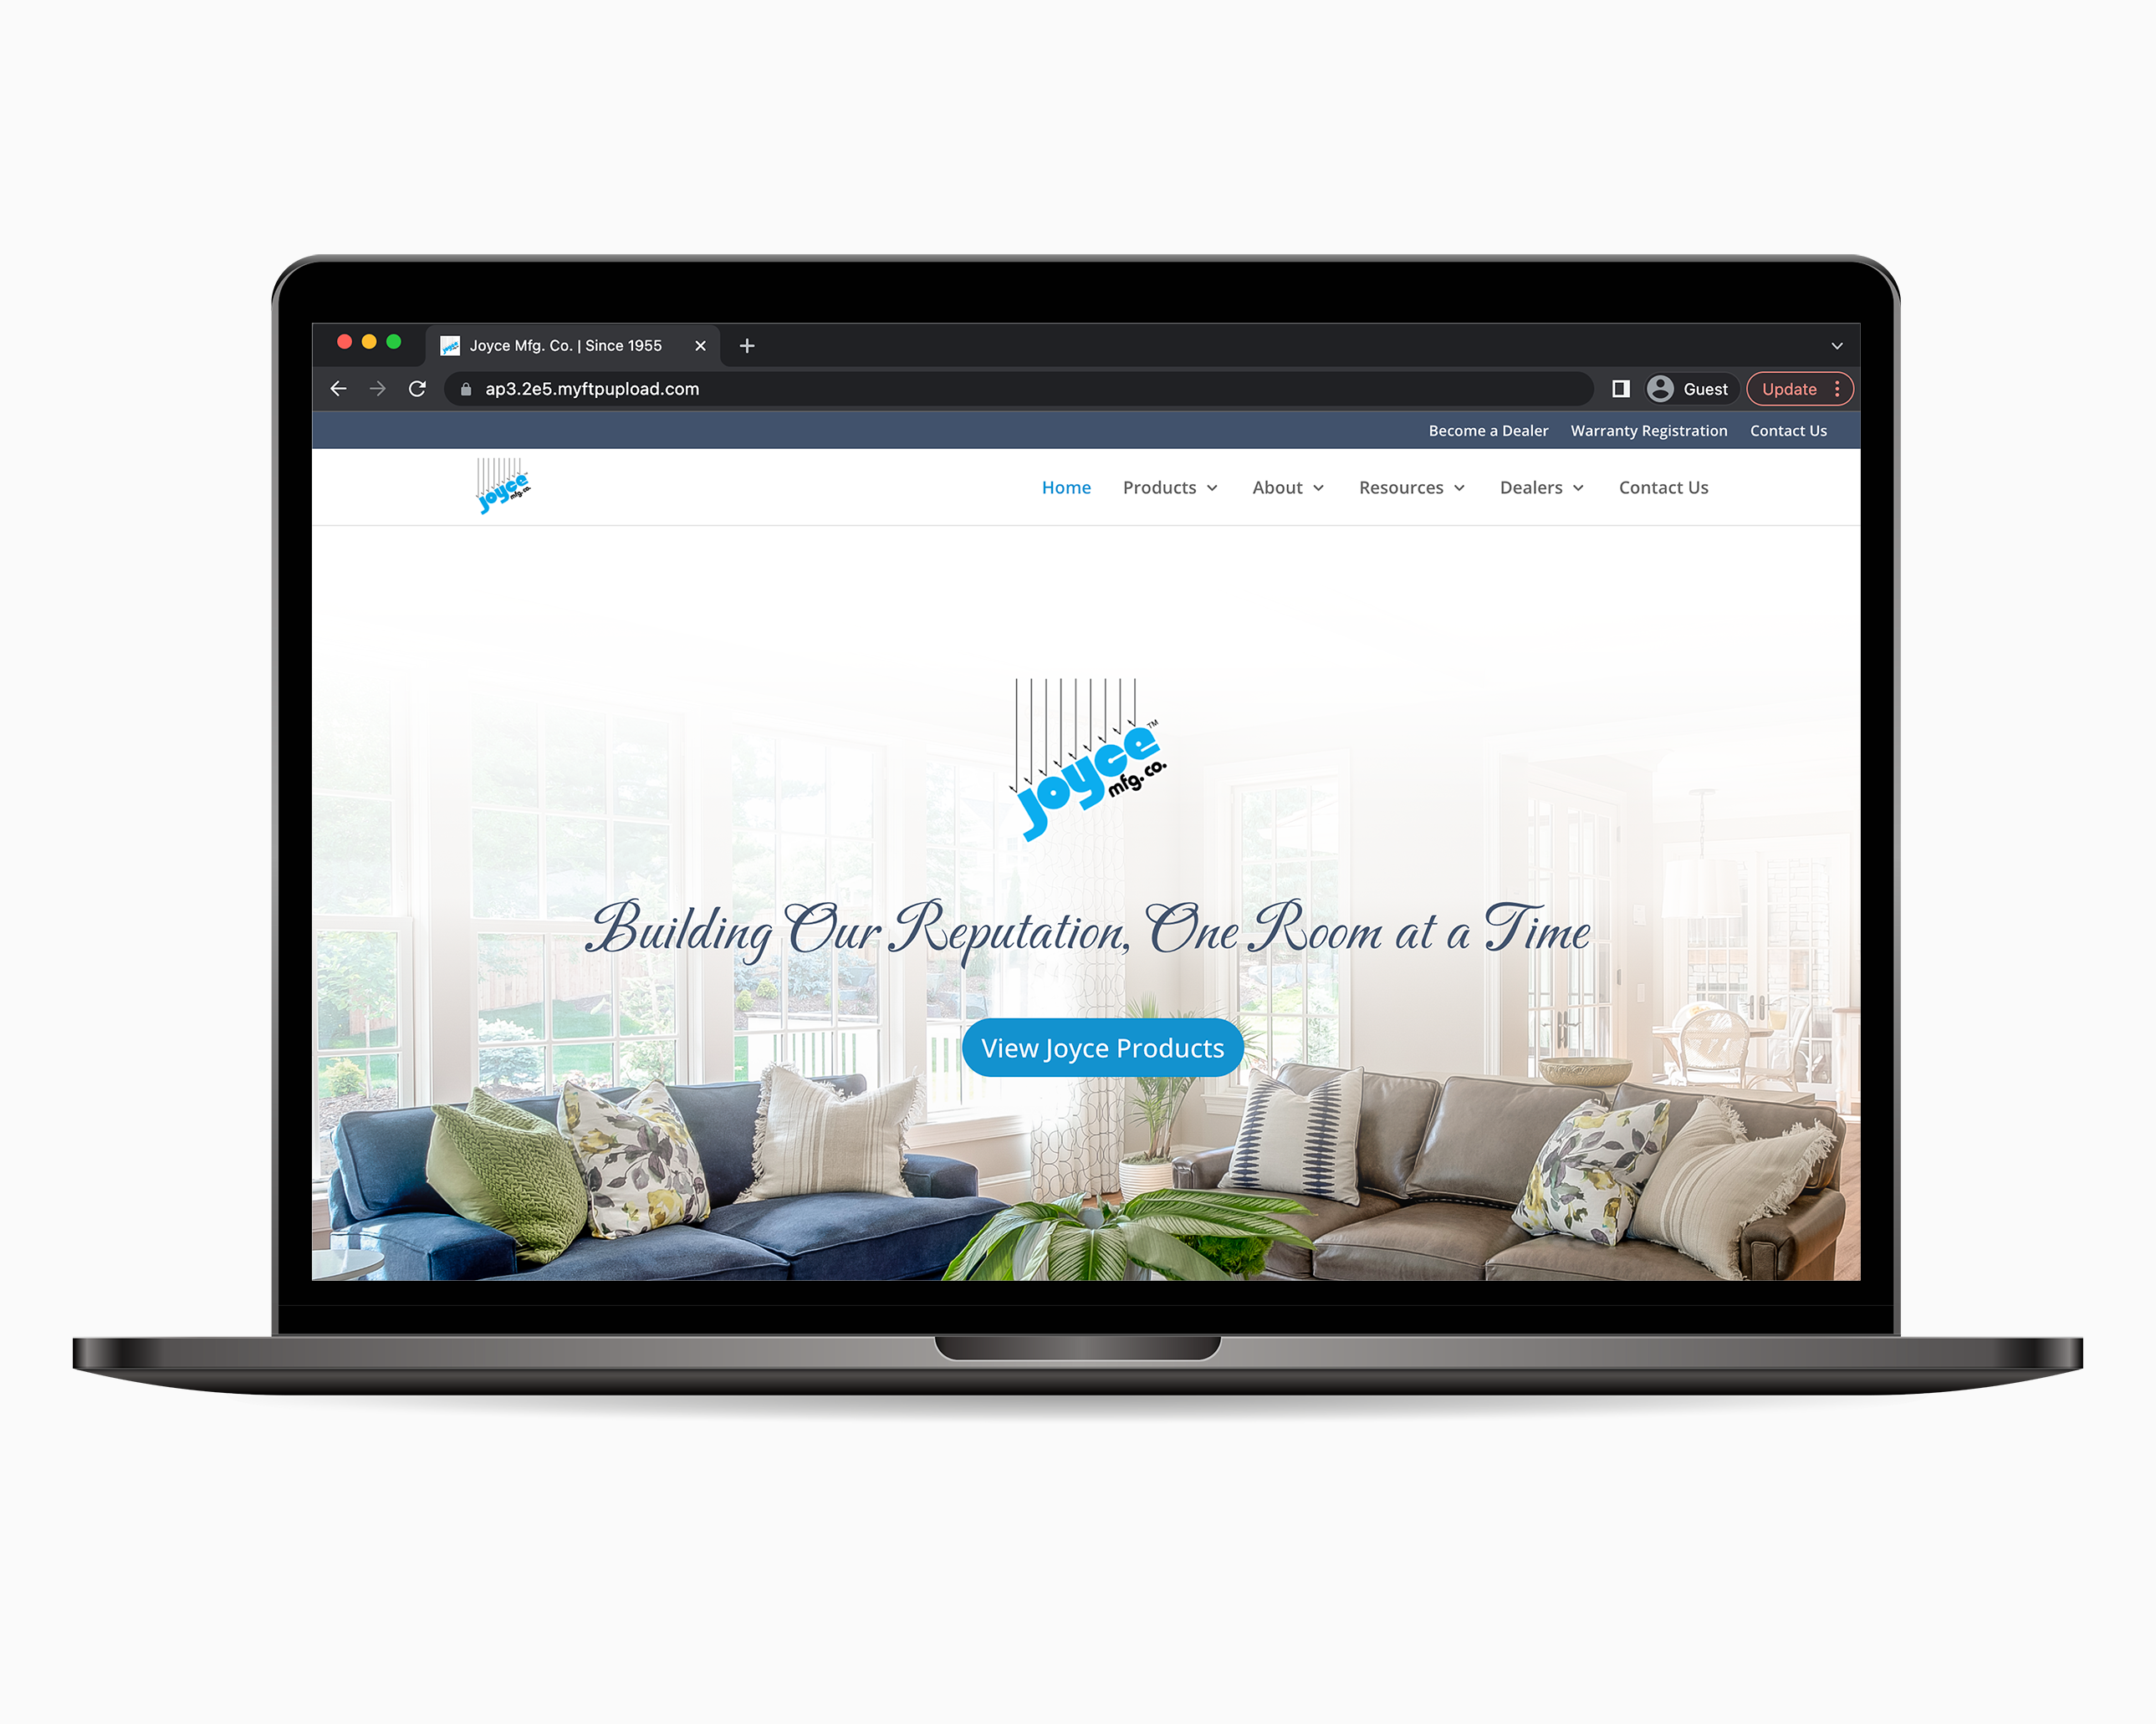 Joyce Mfg. Co. | Since 1955
ap3.2e5.myftpupload.com
Guest
Update
Become a Dealer Warranty Registration Contact Us
joyce
mfg. co.
Home Products About Resources Dealers Contact Us
joyce™
mfg. co.
Building Our Reputation, One Room at a Time
View Joyce Products